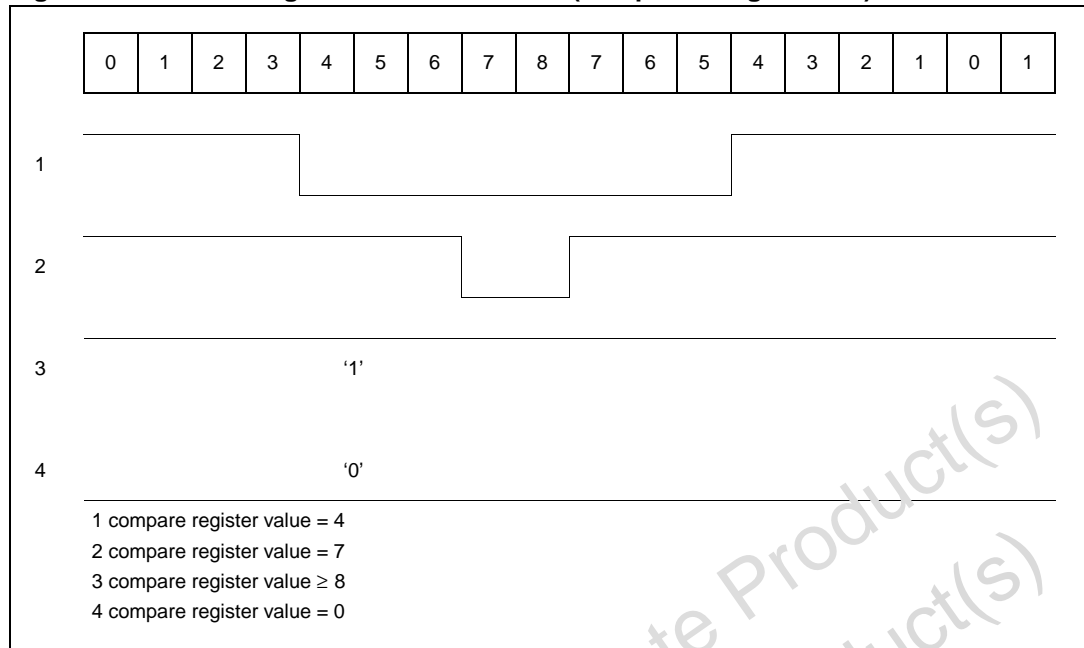 0 1 2 3 4 5 6 7 8 7 6 5 4 3 2 1 0 1
1
2
3 ‘1’
4 ‘0’
1 compare register value = 4
2 compare register value = 7
3 compare register value ≥ 8
4 compare register value = 0
Product(s)